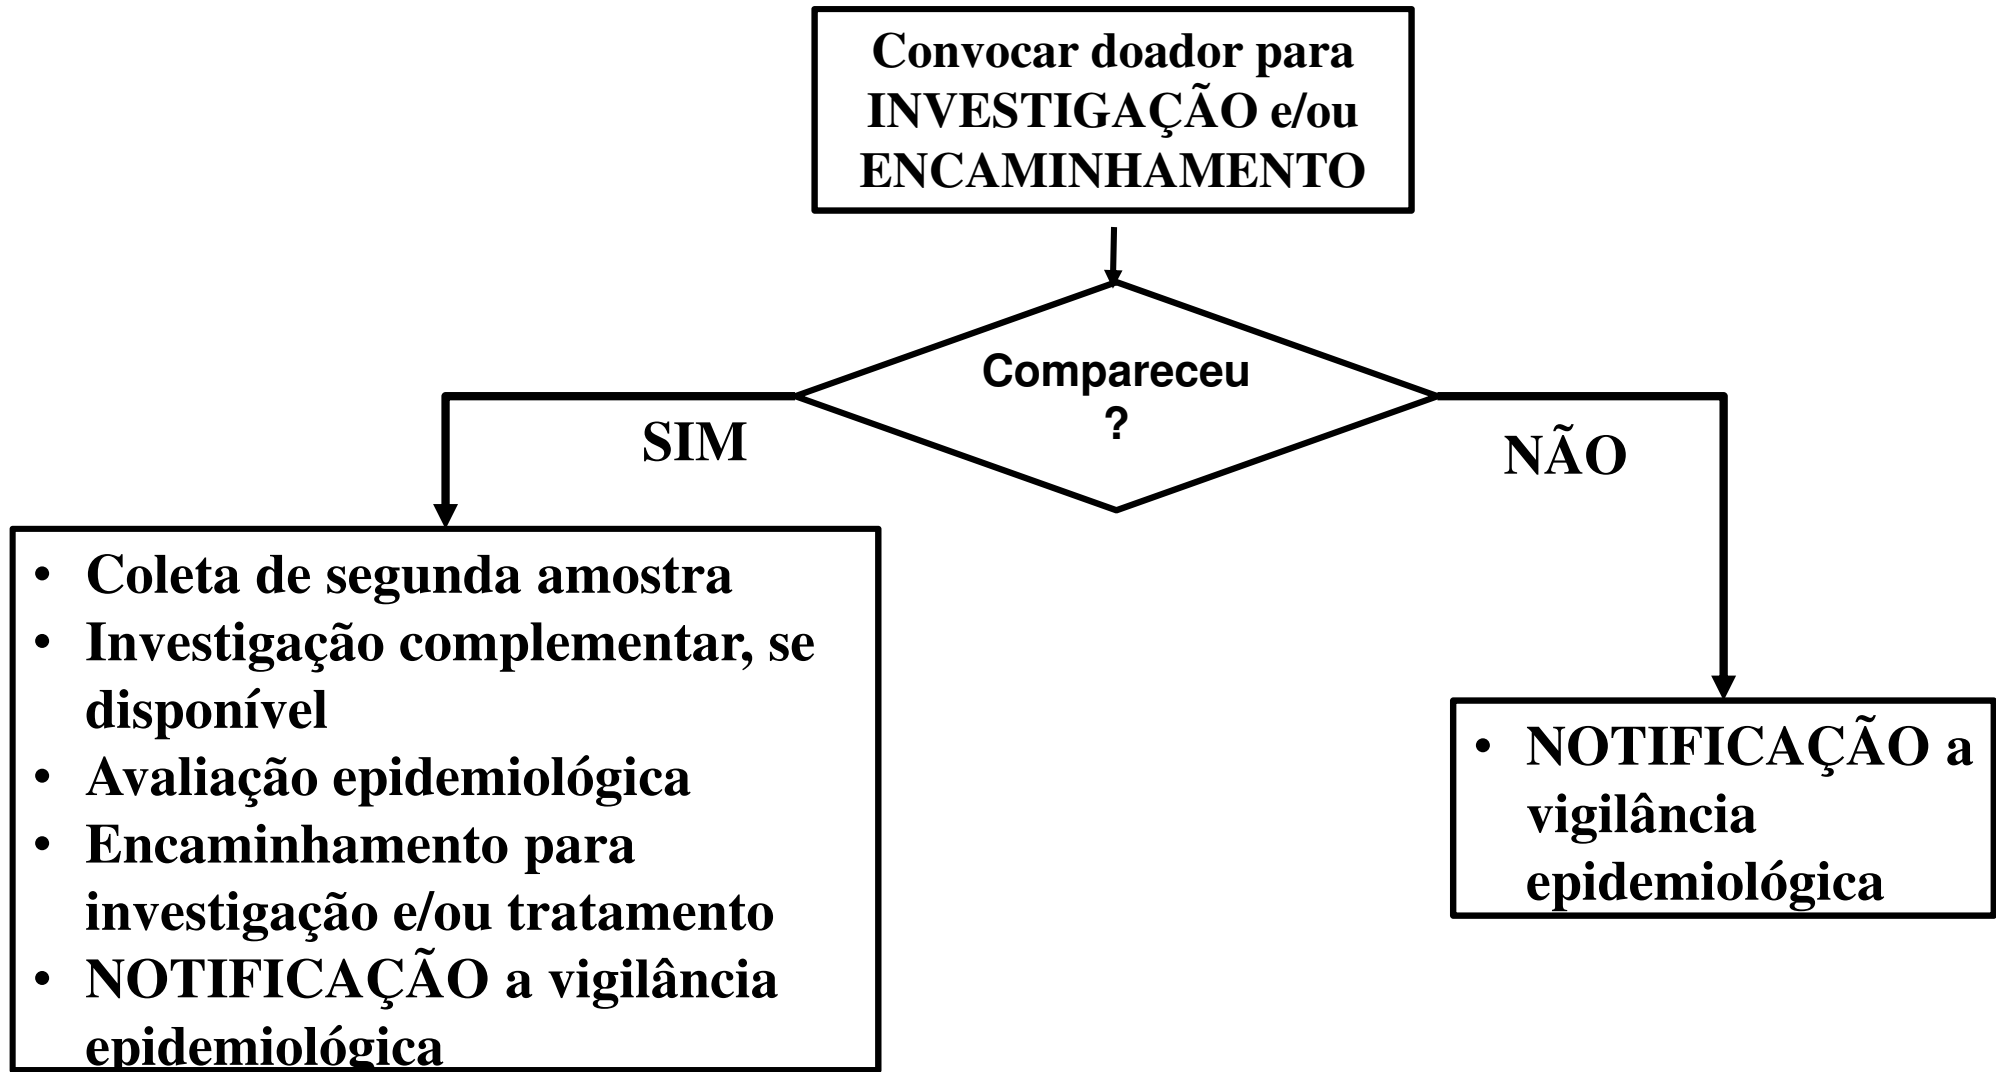 Convocar doador para
INVESTIGAÇÃO e/ou
ENCAMINHAMENTO
Compareceu
?
SIM
NÃO
• Coleta de segunda amostra
• Investigação complementar, se
disponível
• Avaliação epidemiológica
• Encaminhamento para
investigação e/ou tratamento
• NOTIFICAÇÃO a vigilância
epidemiológica
• NOTIFICAÇÃO a
vigilância
epidemiológica